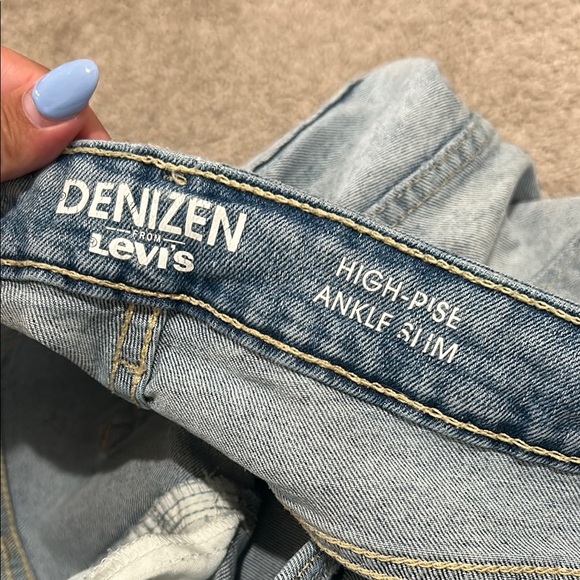 DENIZEN
FROM
Levi's
HIGH-RISE
ANKLE SLIM